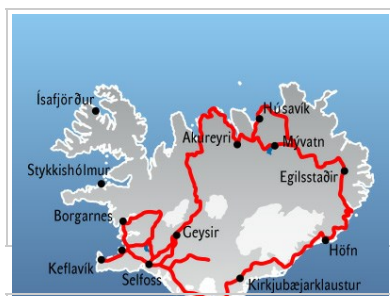 Ísafjörður
Húsavík
Akureyri
Mývatn
Stykkishólmur
Egilsstaðir
Borgarnes
Geysir
Höfn
Keflavík
Selfoss
Kirkjubæjarklaustur